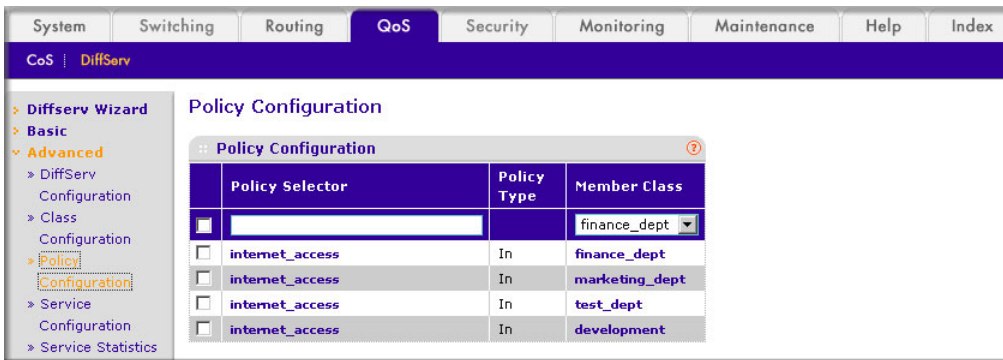 System Switching Routing QoS Security Monitoring Maintenance Help Index
CoS | DiffServ
Diffserv Wizard
Basic
Advanced
» DiffServ
Configuration
» Class
Configuration
» Policy
Configuration
» Service
Configuration
» Service Statistics
Policy Configuration
Policy Configuration ?
Policy Selector Policy Type Member Class
finance_dept
internet_access In finance_dept
internet_access In marketing_dept
internet_access In test_dept
internet_access In development